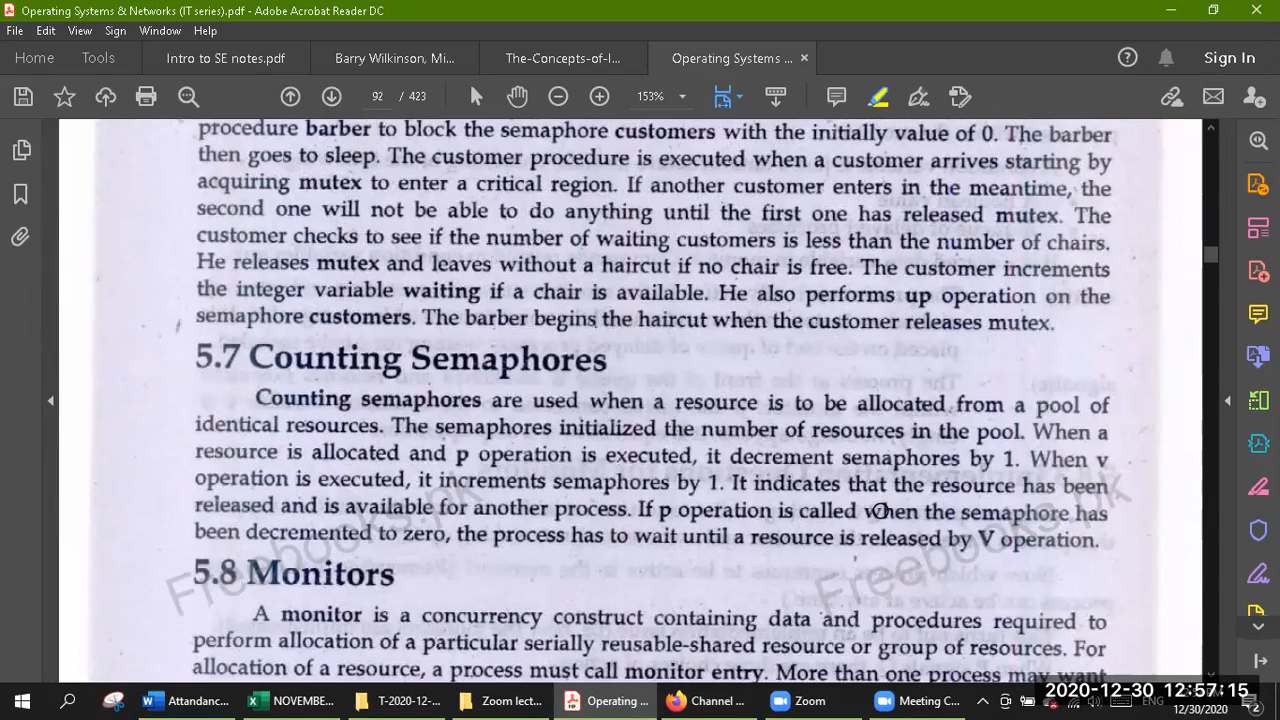 Operating Systems & Networks (IT series).pdf - Adobe Acrobat Reader DC
File Edit View Sign Window Help
Home Tools Intro to SE notes.pdf Barry Wilkinson, Mi... The-Concepts-of-I... Operating Systems ... × Sign In
92 / 423 153%
procedure barber to block the semaphore customers with the initially value of 0. The barber
then goes to sleep. The customer procedure is executed when a customer arrives starting by
acquiring mutex to enter a critical region. If another customer enters in the meantime, the
second one will not be able to do anything until the first one has released mutex. The
customer checks to see if the number of waiting customers is less than the number of chairs.
He releases mutex and leaves without a haircut if no chair is free. The customer increments
the integer variable waiting if a chair is available. He also performs up operation on the
semaphore customers. The barber begins the haircut when the customer releases mutex.
5.7 Counting Semaphores
Counting semaphores are used when a resource is to be allocated from a pool of
identical resources. The semaphores initialized the number of resources in the pool. When a
resource is allocated and p operation is executed, it decrement semaphores by 1. When v
operation is executed, it increments semaphores by 1. It indicates that the resource has been
released and is available for another process. If p operation is called when the semaphore has
been decremented to zero, the process has to wait until a resource is released by V operation.
Freebooks.pk Freebooks.pk
5.8 Monitors
A monitor is a concurrency construct containing data and procedures required to
perform allocation of a particular serially reusable-shared resource or group of resources. For
allocation of a resource, a process must call monitor entry. More than one process may want
Attendanc... NOVEMBE... T-2020-12... Zoom lect... Operating ... Channel ... Zoom Meeting C... ENG
2020-12-30 12:57:15
12/30/2020 2